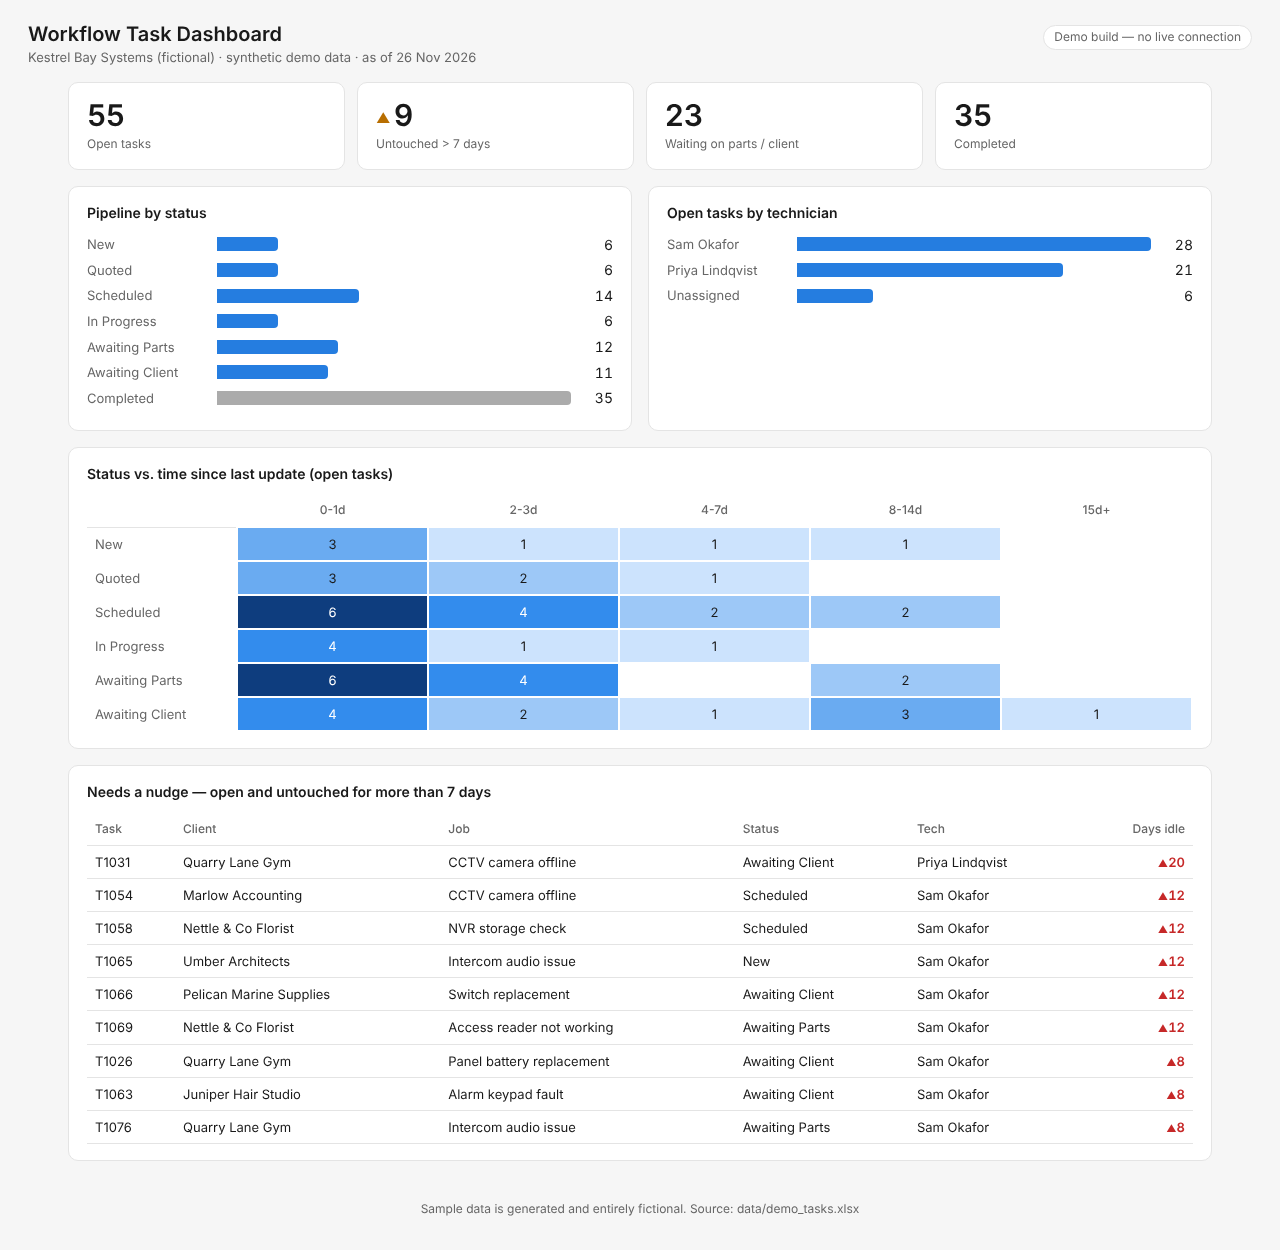 Workflow Task Dashboard
Demo build — no live connection
Kestrel Bay Systems (fictional) · synthetic demo data · as of 26 Nov 2026
55
Open tasks
▲9
Untouched > 7 days
23
Waiting on parts / client
35
Completed
Pipeline by status
New 6
Quoted 6
Scheduled 14
In Progress 6
Awaiting Parts 12
Awaiting Client 11
Completed 35
Open tasks by technician
Sam Okafor 28
Priya Lindqvist 21
Unassigned 6
Status vs. time since last update (open tasks)
0-1d 2-3d 4-7d 8-14d 15d+
New 3 1 1 1
Quoted 3 2 1
Scheduled 6 4 2 2
In Progress 4 1 1
Awaiting Parts 6 4 2
Awaiting Client 4 2 1 3 1
Needs a nudge — open and untouched for more than 7 days
Task Client Job Status Tech Days idle
T1031 Quarry Lane Gym CCTV camera offline Awaiting Client Priya Lindqvist ▲20
T1054 Marlow Accounting CCTV camera offline Scheduled Sam Okafor ▲12
T1058 Nettle & Co Florist NVR storage check Scheduled Sam Okafor ▲12
T1065 Umber Architects Intercom audio issue New Sam Okafor ▲12
T1066 Pelican Marine Supplies Switch replacement Awaiting Client Sam Okafor ▲12
T1069 Nettle & Co Florist Access reader not working Awaiting Parts Sam Okafor ▲12
T1026 Quarry Lane Gym Panel battery replacement Awaiting Client Sam Okafor ▲8
T1063 Juniper Hair Studio Alarm keypad fault Awaiting Client Sam Okafor ▲8
T1076 Quarry Lane Gym Intercom audio issue Awaiting Parts Sam Okafor ▲8
Sample data is generated and entirely fictional. Source: data/demo_tasks.xlsx